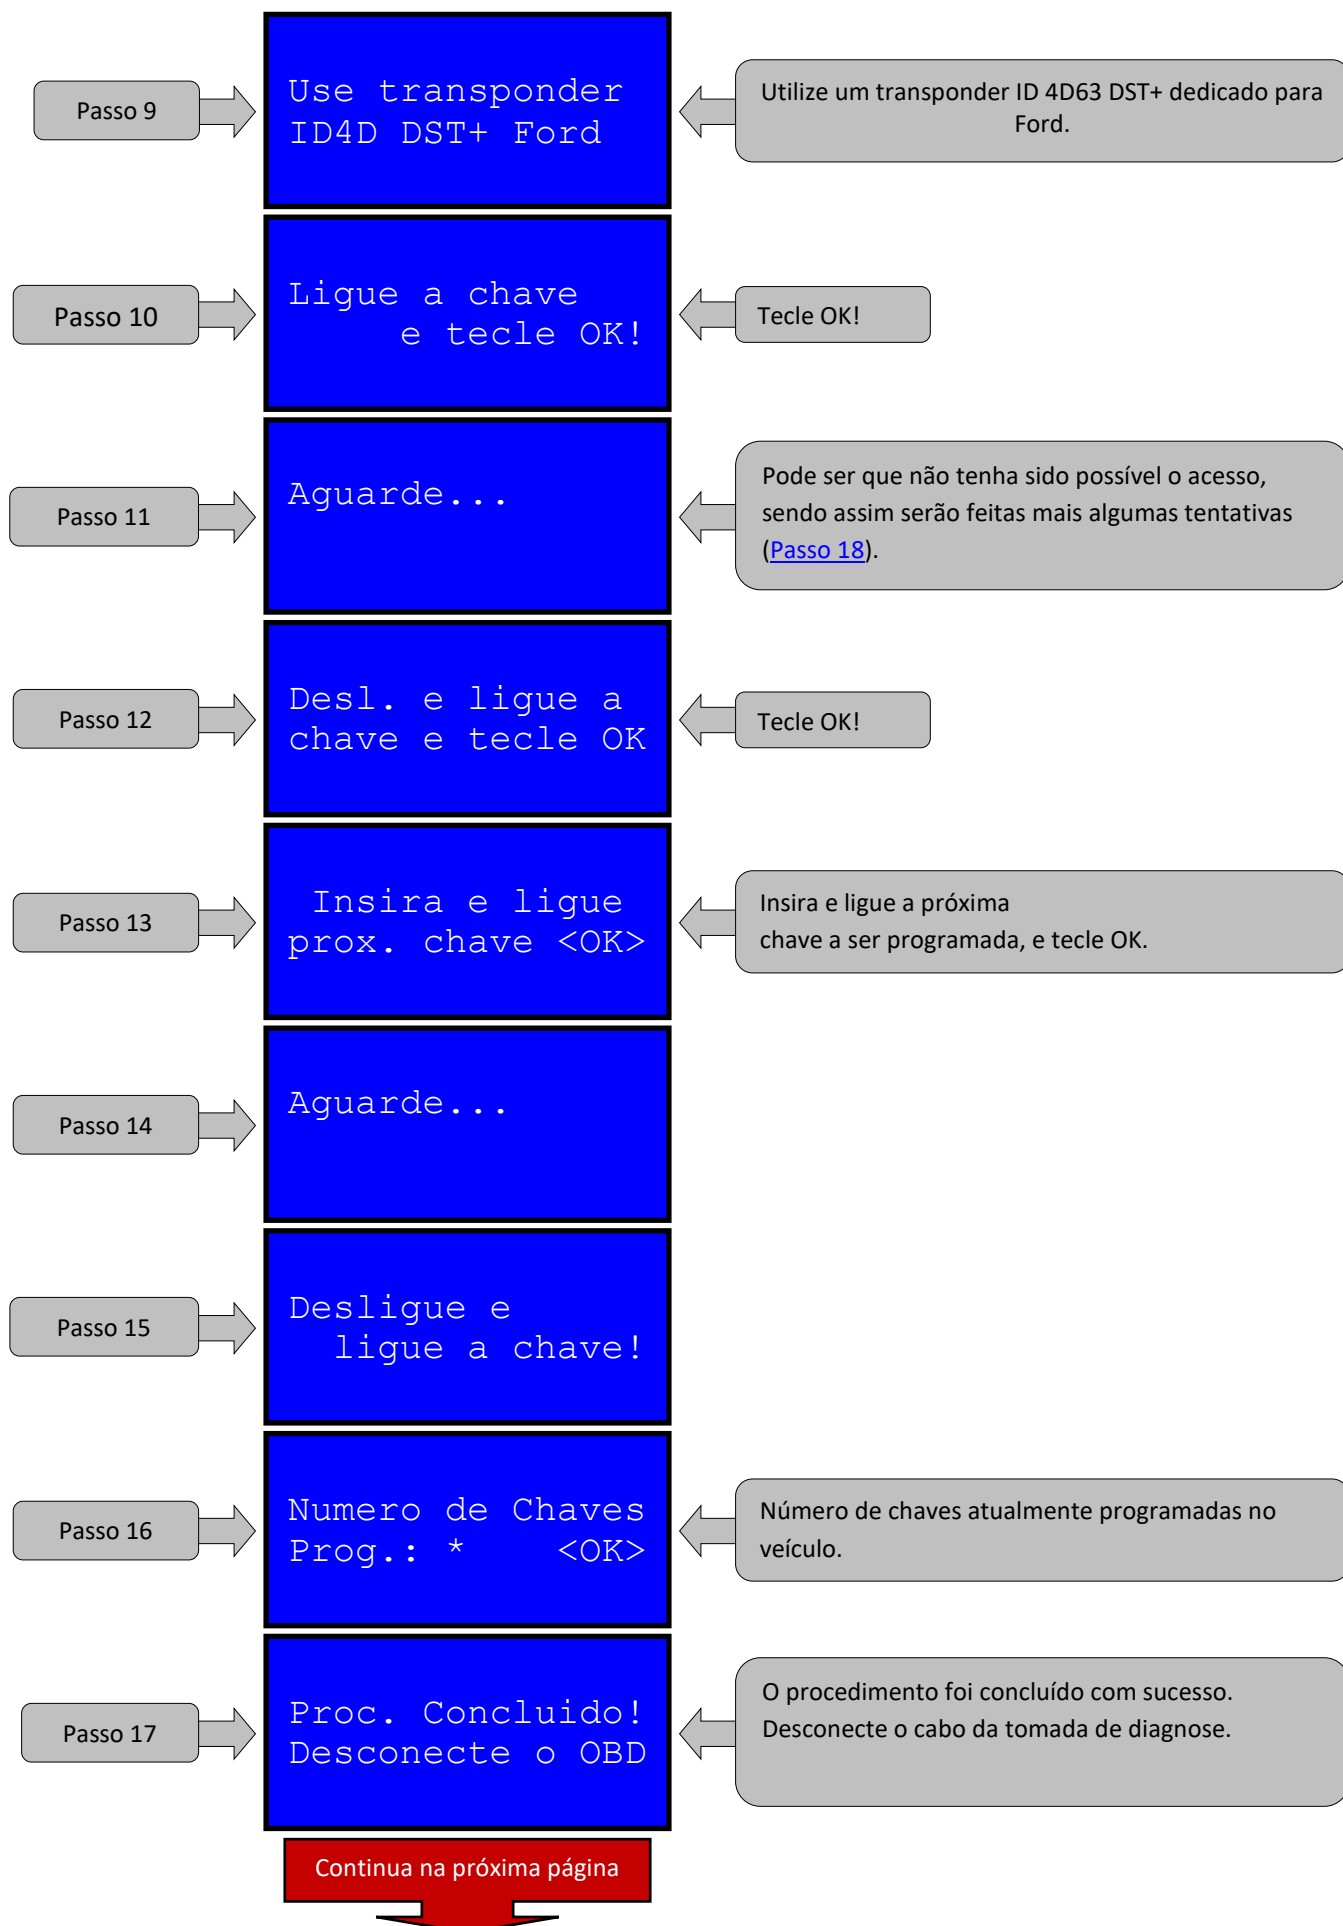 Passo 9
Use transponder
ID4D DST+ Ford
Utilize um transponder ID 4D63 DST+ dedicado para
Ford.
Passo 10
Ligue a chave
e tecle OK!
Tecle OK!
Passo 11
Aguarde...
Pode ser que não tenha sido possível o acesso,
sendo assim serão feitas mais algumas tentativas
(Passo 18).
Passo 12
Desl. e ligue a
chave e tecle OK
Tecle OK!
Passo 13
Insira e ligue
prox. chave <OK>
Insira e ligue a próxima
chave a ser programada, e tecle OK.
Passo 14
Aguarde...
Passo 15
Desligue e
ligue a chave!
Passo 16
Numero de Chaves
Prog.: * <OK>
Número de chaves atualmente programadas no
veículo.
Passo 17
Proc. Concluido!
Desconecte o OBD
O procedimento foi concluído com sucesso.
Desconecte o cabo da tomada de diagnose.
Continua na próxima página